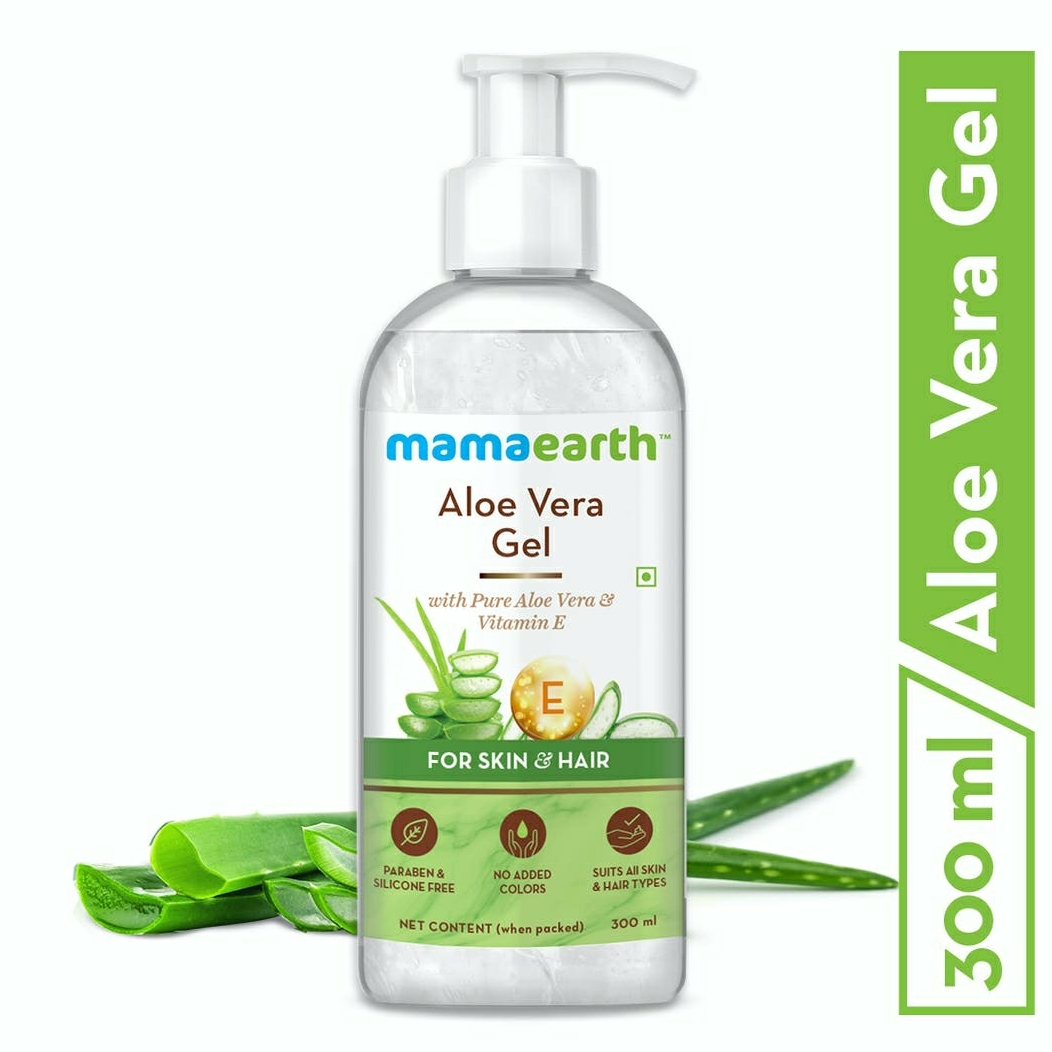 mamaearth™
Aloe Vera
Gel
with Pure Aloe Vera &
Vitamin E
E
FOR SKIN & HAIR
PARABEN &
SILICONE FREE
NO ADDED
COLORS
SUITS All SKIN
& HAIR TYPES
NET CONTENT (when packed) 300 ml
300 ml / Aloe Vera Gel